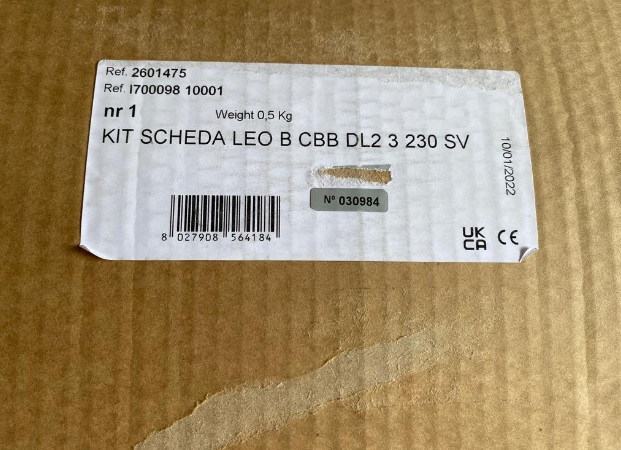 Ref. 2601475
Ref. I700098 10001
nr 1 Weight 0,5 Kg
KIT SCHEDA LEO B CBB DL2 3 230 SV
10/01/2022
Nº 030984
8 027908 564184
UK
CA CE